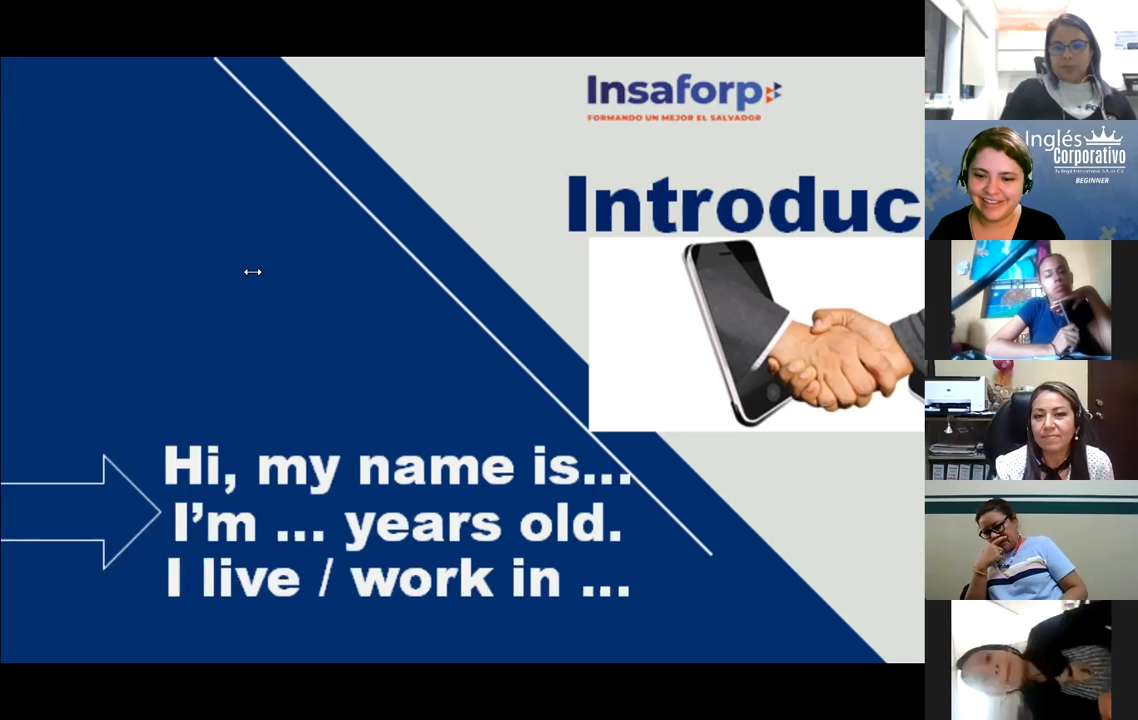 Insaforp
FORMANDO UN MEJOR EL SALVADOR
Introduc
Hi, my name is...
I'm ... years old.
I live / work in ...
Inglés
Corporativo
BEGINNER